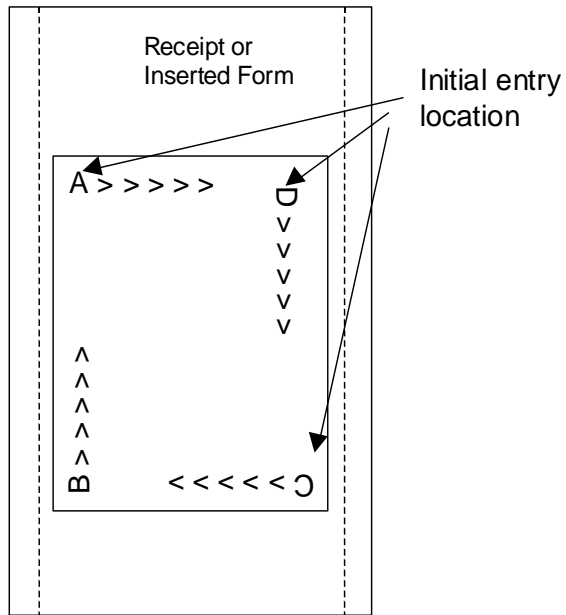 Receipt or
Inserted Form
Initial entry
location
A > > > > >
D > > > > >
B > > > > >
C > > > > >